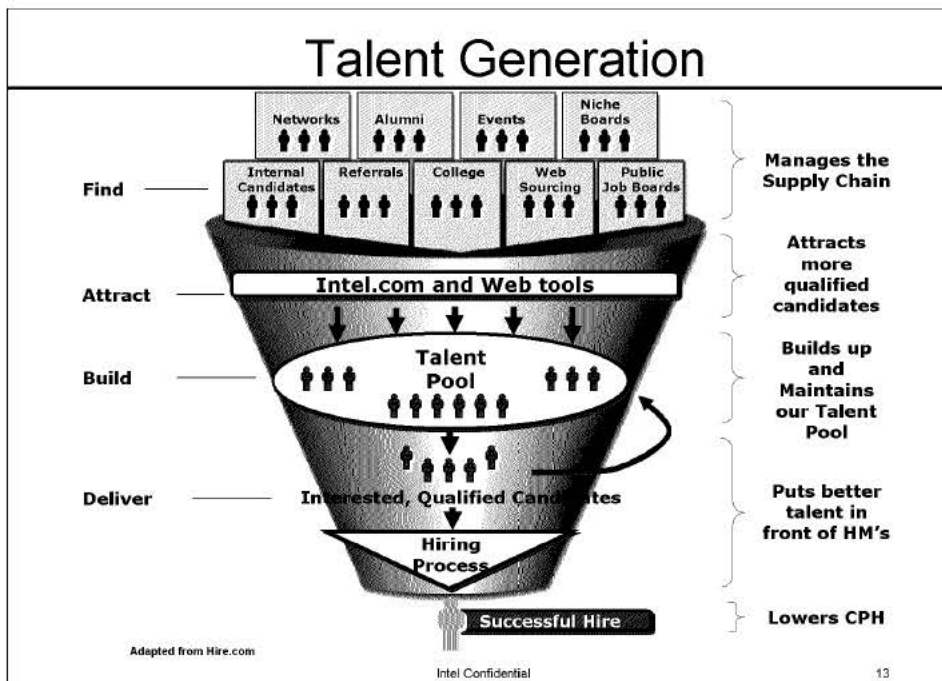 Talent Generation
Networks
Alumni
Events
Niche
Boards
Internal
Candidates
Referrals
College
Web
Sourcing
Public
Job Boards
Find
Manages the
Supply Chain
Attract
Intel.com and Web tools
Attracts
more
qualified
candidates
Build
Talent
Pool
Builds up
and
Maintains
our Talent
Pool
Deliver
Interested, Qualified Candidates
Hiring
Process
Puts better
talent in
front of HM's
Successful Hire
Lowers CPH
Adapted from Hire.com
Intel Confidential
13